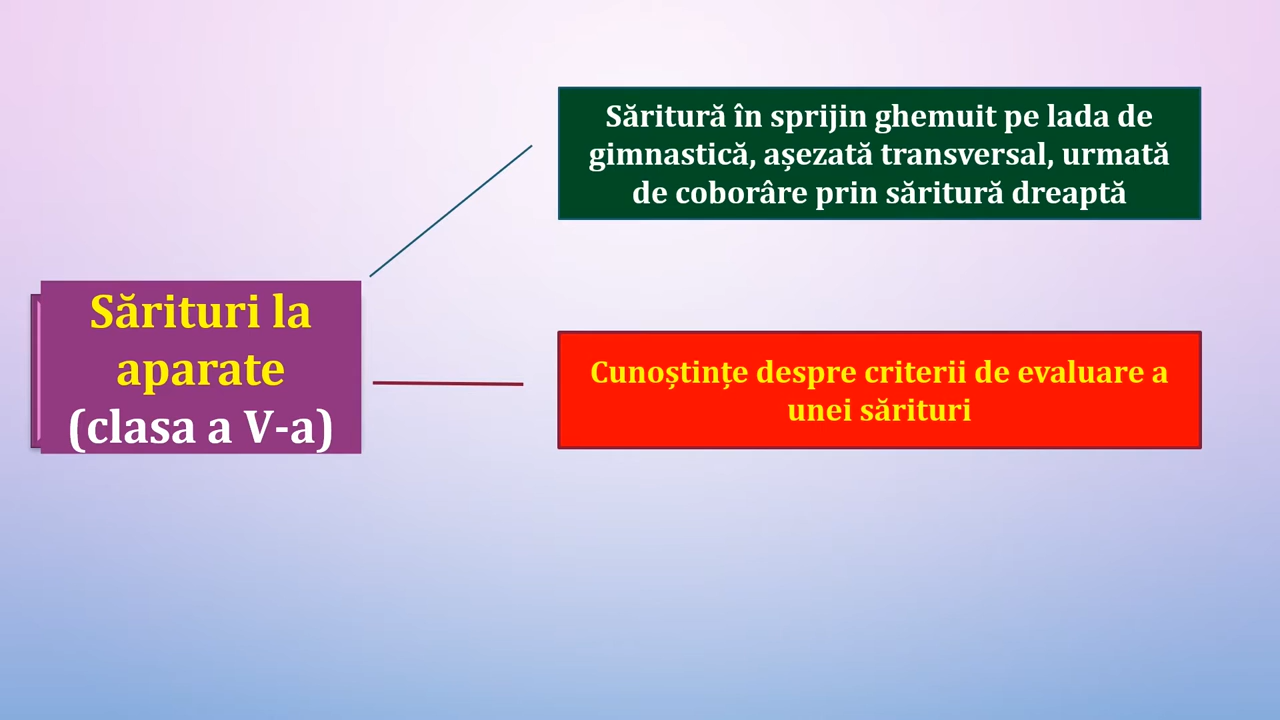 Sărituri la
aparate
(clasa a V-a)
Săritură în sprijin ghemuit pe lada de
gimnastică, așezată transversal, urmată
de coborâre prin săritură dreaptă
Cunoștințe despre criterii de evaluare a
unei sărituri